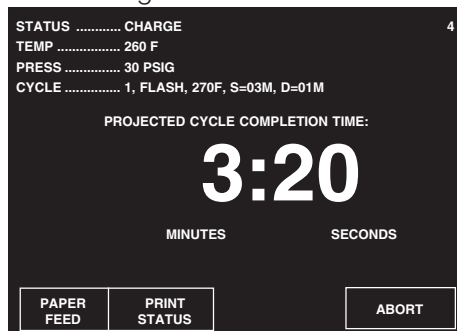 STATUS ............ CHARGE 4
TEMP ................. 260 F
PRESS ............... 30 PSIG
CYCLE ............... 1, FLASH, 270F, S=03M, D=01M
PROJECTED CYCLE COMPLETION TIME:
3:20
MINUTES SECONDS
PAPER FEED
PRINT STATUS
ABORT